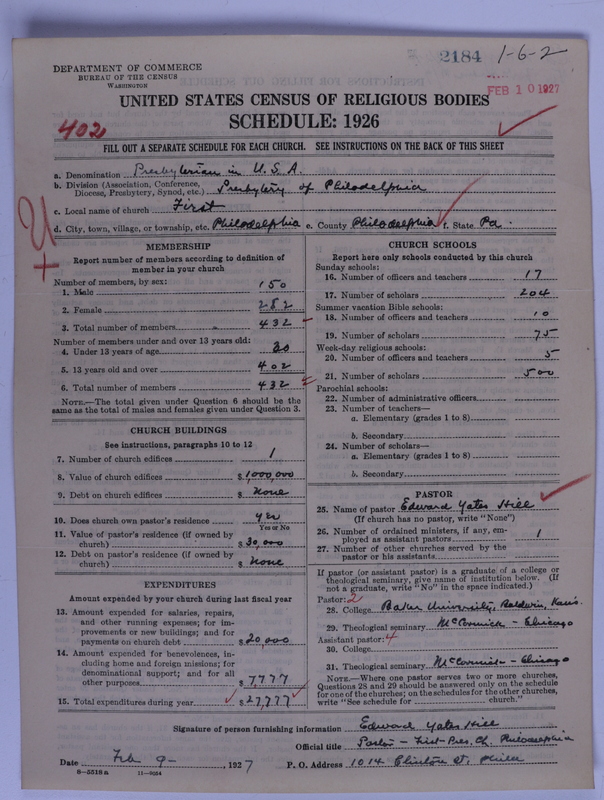 2184 1-6-2
DEPARTMENT OF COMMERCE
BUREAU OF THE CENSUS
WASHINGTON
FEB 10 1927
UNITED STATES CENSUS OF RELIGIOUS BODIES
SCHEDULE: 1926
402
FILL OUT A SEPARATE SCHEDULE FOR EACH CHURCH. SEE INSTRUCTIONS ON THE BACK OF THIS SHEET
a. Denomination Presbyterian in U.S.A.
b. Division (Association, Conference, Diocese, Presbytery, Synod, etc.) Presbytery of Philadelphia
c. Local name of church First
d. City, town, village, or township, etc. Philadelphia e. County Philadelphia f. State Pa.
MEMBERSHIP
Report number of members according to definition of member in your church
Number of members, by sex:
1. Male 150
2. Female 282
3. Total number of members 432
Number of members under and over 13 years old:
4. Under 13 years of age 30
5. 13 years old and over 402
6. Total number of members 432
NOTE.—The total given under Question 6 should be the same as the total of males and females given under Question 3.
CHURCH BUILDINGS
See instructions, paragraphs 10 to 12
7. Number of church edifices 1
8. Value of church edifices $1,000,000
9. Debt on church edifices $ None
10. Does church own pastor's residence yes
Yes or No
11. Value of pastor's residence (if owned by church) $30,000
12. Debt on pastor's residence (if owned by church) $ None
EXPENDITURES
Amount expended by your church during last fiscal year
13. Amount expended for salaries, repairs, and other running expenses; for improvements or new buildings; and for payments on church debt $20,000
14. Amount expended for benevolences, including home and foreign missions; for denominational support; and for all other purposes $7,777
15. Total expenditures during year $27,777
CHURCH SCHOOLS
Report here only schools conducted by this church
Sunday schools:
16. Number of officers and teachers 17
17. Number of scholars 204
Summer vacation Bible schools:
18. Number of officers and teachers 10
19. Number of scholars 75
Week-day religious schools:
20. Number of officers and teachers 5
21. Number of scholars 500
Parochial schools:
22. Number of administrative officers
23. Number of teachers—
a. Elementary (grades 1 to 8)
b. Secondary
24. Number of scholars—
a. Elementary (grades 1 to 8)
b. Secondary
PASTOR
25. Name of pastor Edward Yates Hill
(If church has no pastor, write "None")
26. Number of ordained ministers, if any, employed as assistant pastors 1
27. Number of other churches served by the pastor or his assistants
If pastor (or assistant pastor) is a graduate of a college or theological seminary, give name of institution below. (If not a graduate, write "No" in the space indicated.)
Pastor: 2
28. College Baker University, Baldwin, Kans.
29. Theological seminary McCormick - Chicago
Assistant pastor: 4
30. College
31. Theological seminary McCormick - Chicago
NOTE.—Where one pastor serves two or more churches, Questions 28 and 29 should be answered only on the schedule for one of the churches; on the schedules for the other churches, write "See schedule for church."
Signature of person furnishing information Edward Yates Hill
Official title Pastor - First Pres. Ch. Philadelphia
Date Feb 9 - , 1927 P. O. Address 1014 Clinton St. Phila
8-5518a 11-9054